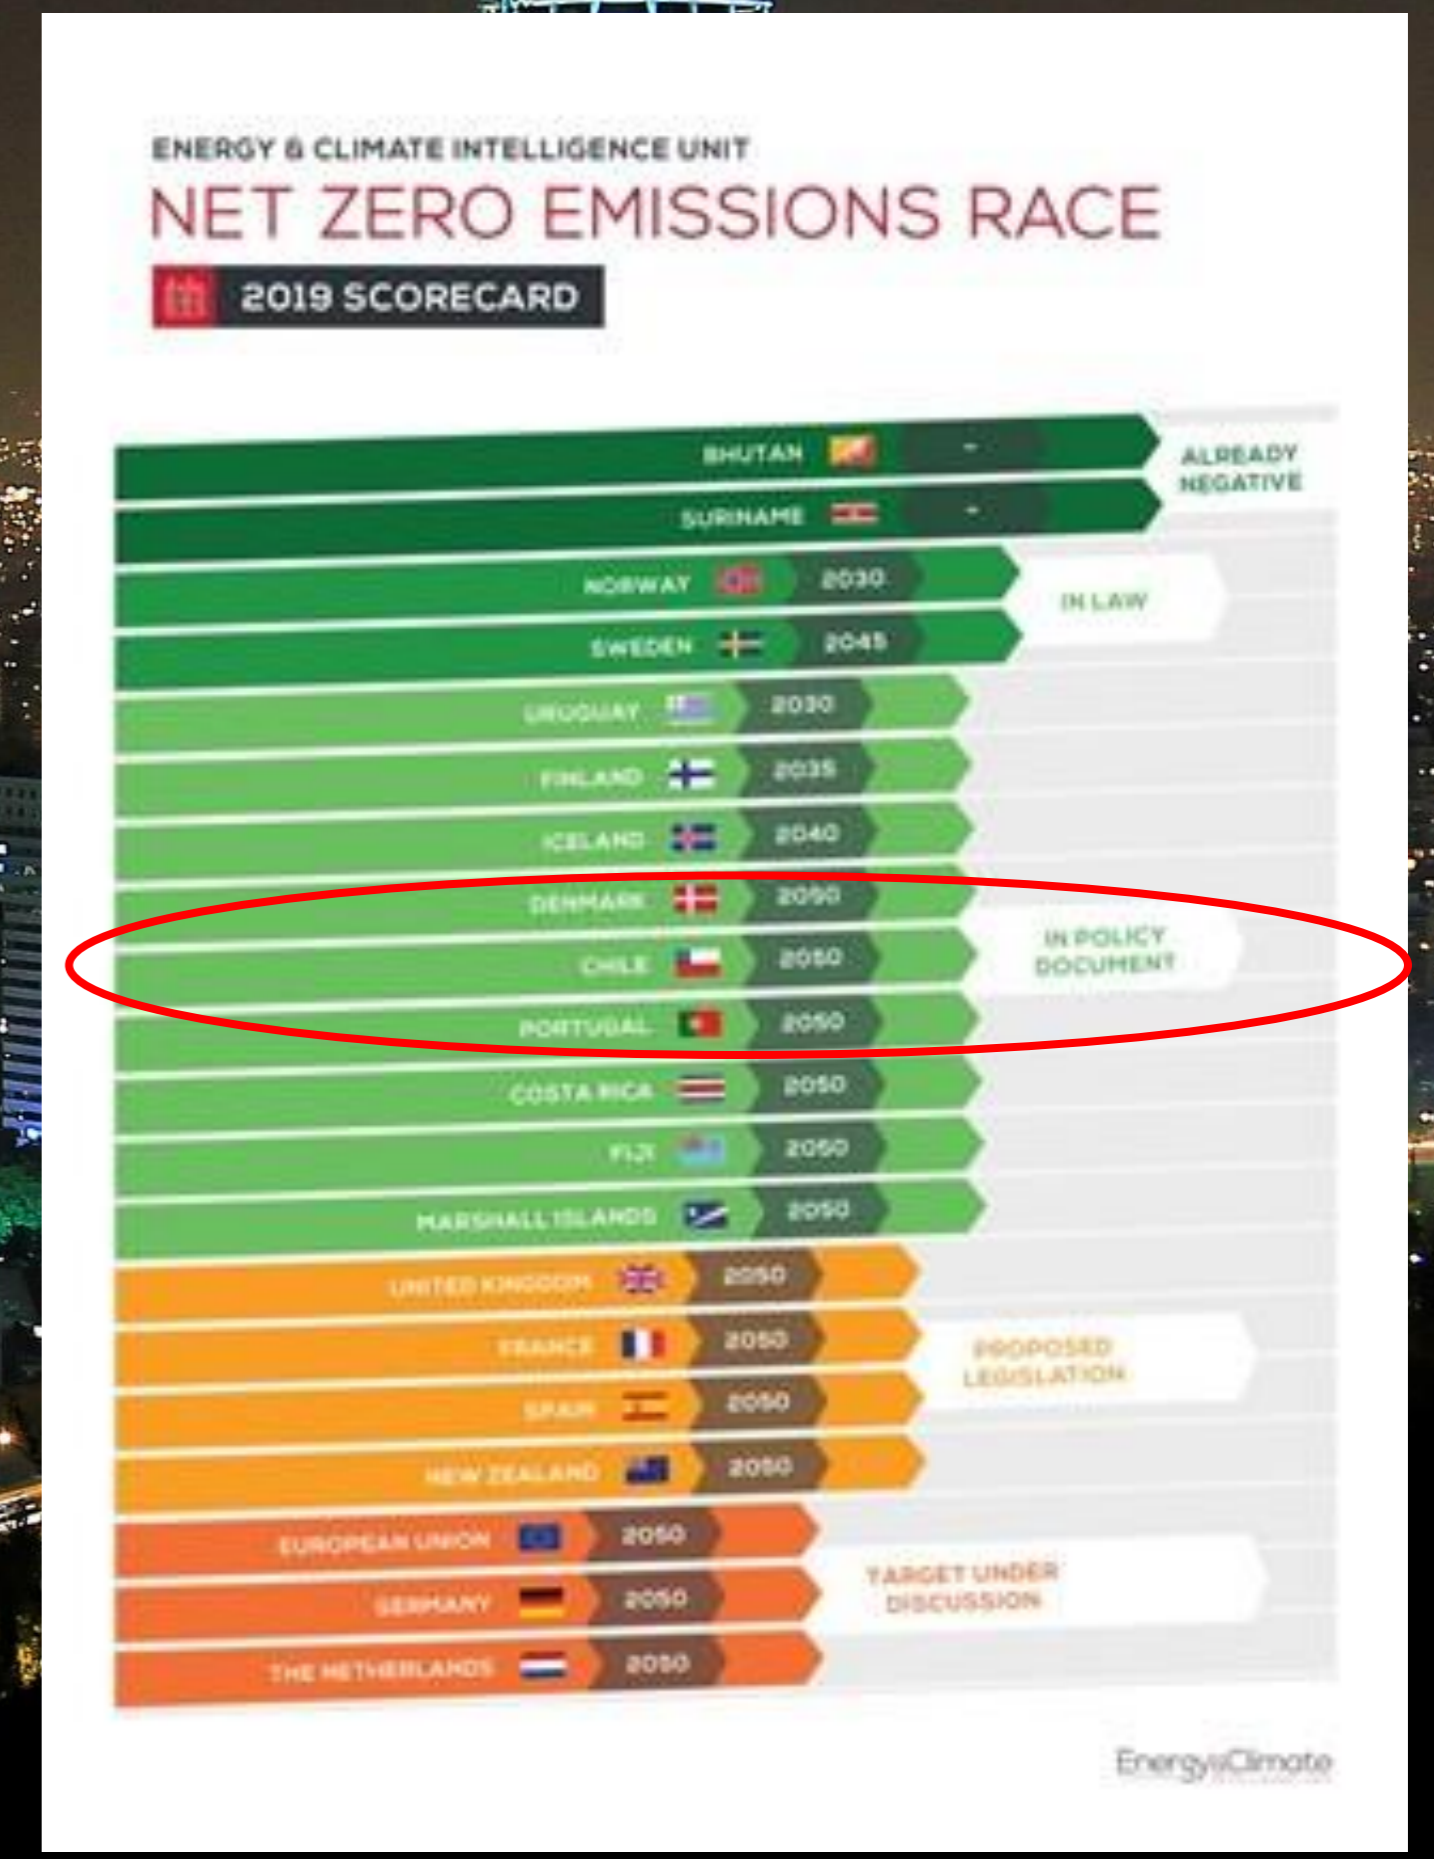 ENERGY & CLIMATE INTELLIGENCE UNIT
NET ZERO EMISSIONS RACE
2019 SCORECARD
BHUTAN -
SURINAME -
ALREADY
NEGATIVE
NORWAY 2030
SWEDEN 2045
IN LAW
URUGUAY 2030
FINLAND 2035
ICELAND 2040
DENMARK 2050
CHILE 2050
PORTUGAL 2050
COSTA RICA 2050
FIJI 2050
MARSHALL ISLANDS 2050
IN POLICY
DOCUMENT
UNITED KINGDOM 2050
FRANCE 2050
SPAIN 2050
NEW ZEALAND 2050
PROPOSED
LEGISLATION
EUROPEAN UNION 2050
GERMANY 2050
THE NETHERLANDS 2050
TARGET UNDER
DISCUSSION
Energy&Climate